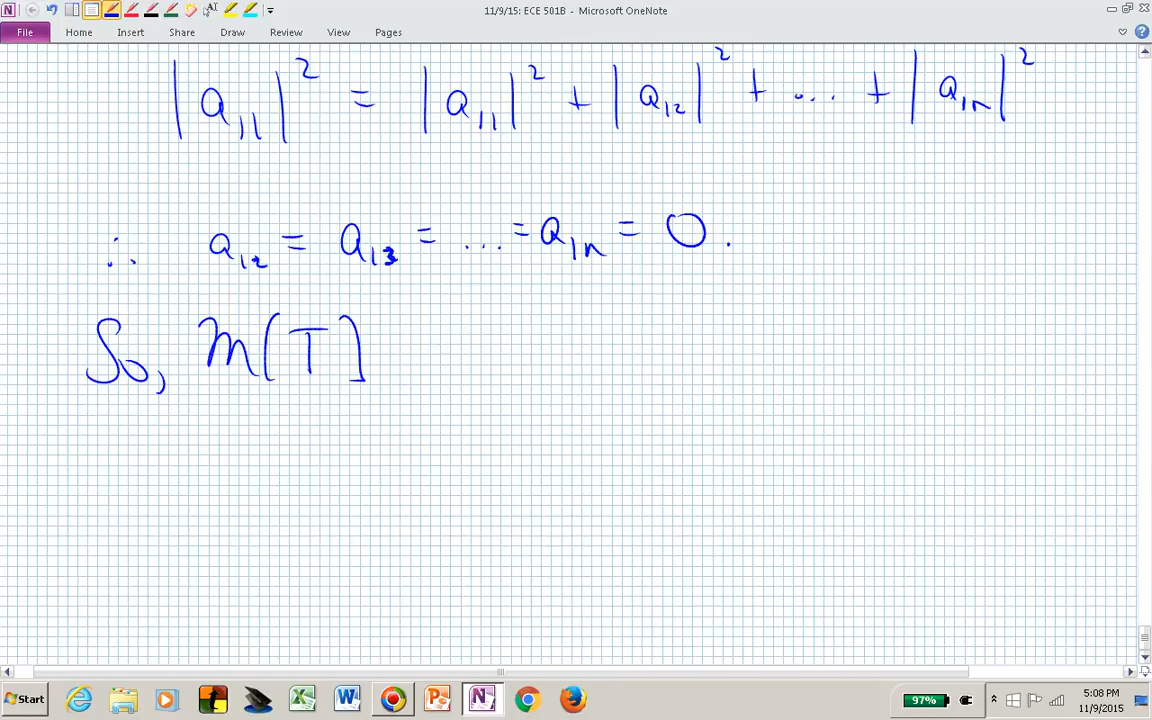 11/9/15: ECE 501B - Microsoft OneNote
File Home Insert Share Draw Review View Pages
|a₁₁|² = |a₁₁|² + |a₁₂|² + ... + |a₁ₙ|²
∴ a₁₂ = a₁₃ = ... = a₁ₙ = 0.
So, M[T]
Start 97% 5:08 PM
11/9/2015